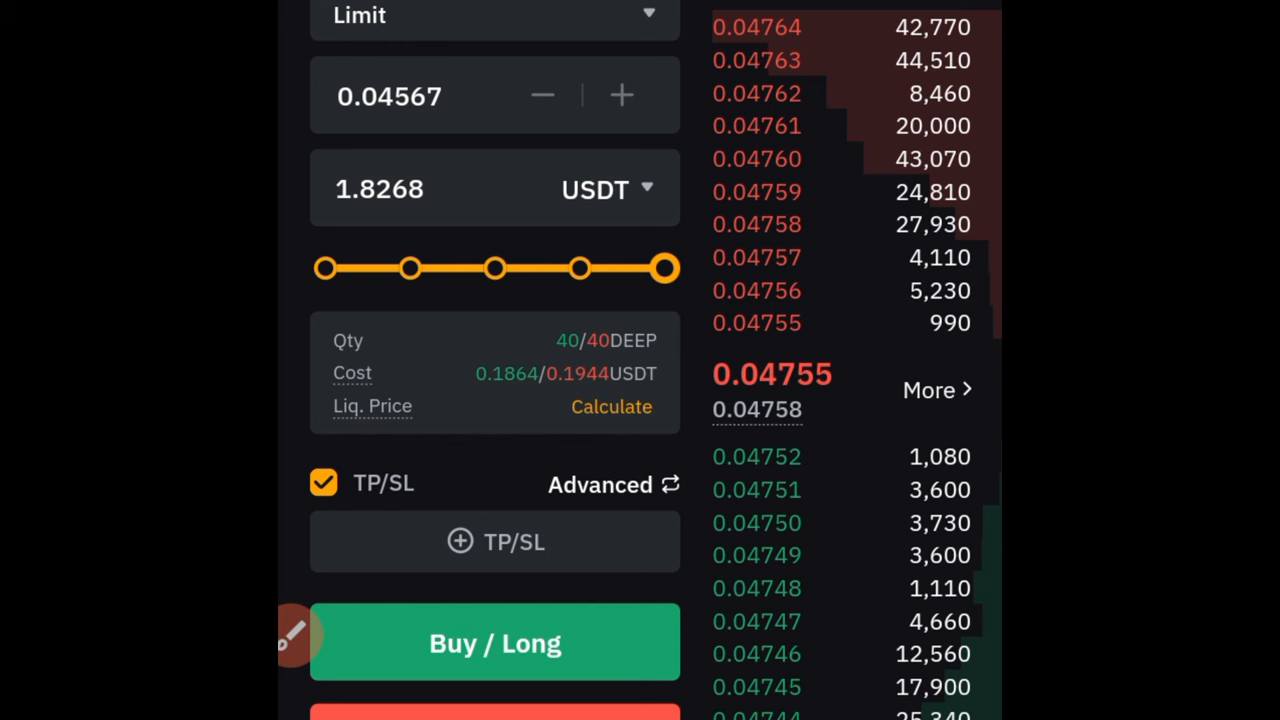 Limit
0.04567
1.8268 USDT
Qty 40/40DEEP
Cost 0.1864/0.1944USDT
Liq. Price Calculate
TP/SL Advanced
TP/SL
Buy / Long
0.04764 42,770
0.04763 44,510
0.04762 8,460
0.04761 20,000
0.04760 43,070
0.04759 24,810
0.04758 27,930
0.04757 4,110
0.04756 5,230
0.04755 990
0.04755
0.04758
More
0.04752 1,080
0.04751 3,600
0.04750 3,730
0.04749 3,600
0.04748 1,110
0.04747 4,660
0.04746 12,560
0.04745 17,900
0.04744 25,340